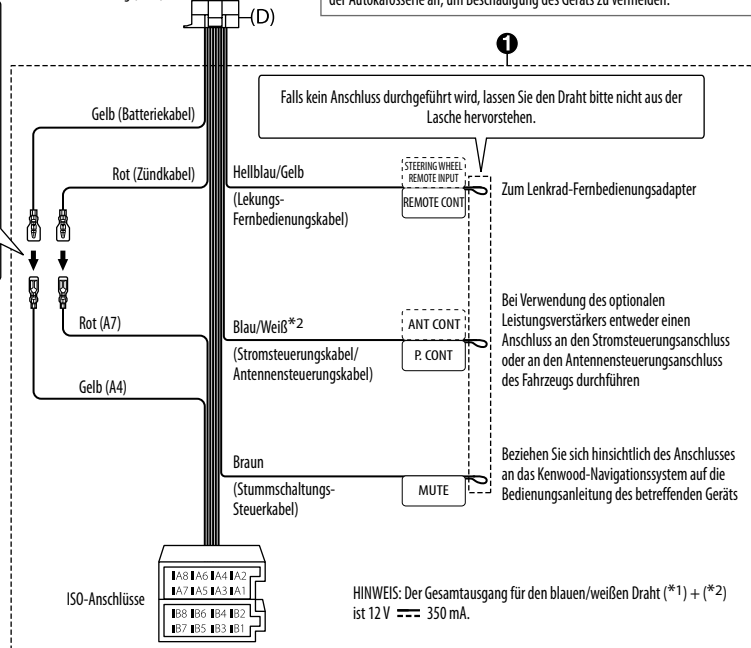 der Autokarosserie an, um Beschädigung des Geräts zu vermeiden.
(D)
1
Falls kein Anschluss durchgeführt wird, lassen Sie den Draht bitte nicht aus der
Lasche hervorstehen.
Gelb (Batteriekabel)
Rot (Zündkabel)
Hellblau/Gelb
(Lekungs-
Fernbedienungskabel)
STEERING WHEEL
REMOTE INPUT
REMOTE CONT
Zum Lenkrad-Fernbedienungsadapter
Rot (A7)
Gelb (A4)
Blau/Weiß*2
(Stromsteuerungskabel/
Antennensteuerungskabel)
ANT CONT
P. CONT
Bei Verwendung des optionalen
Leistungsverstärkers entweder einen
Anschluss an den Stromsteuerungsanschluss
oder an den Antennensteuerungsanschluss
des Fahrzeugs durchführen
Braun
(Stummschaltungs-
Steuerkabel)
MUTE
Beziehen Sie sich hinsichtlich des Anschlusses
an das Kenwood-Navigationssystem auf die
Bedienungsanleitung des betreffenden Geräts
ISO-Anschlüsse
A8 A6 A4 A2
A7 A5 A3 A1
B8 B6 B4 B2
B7 B5 B3 B1
HINWEIS: Der Gesamtausgang für den blauen/weißen Draht (*1) + (*2)
ist 12 V ⎓ 350 mA.